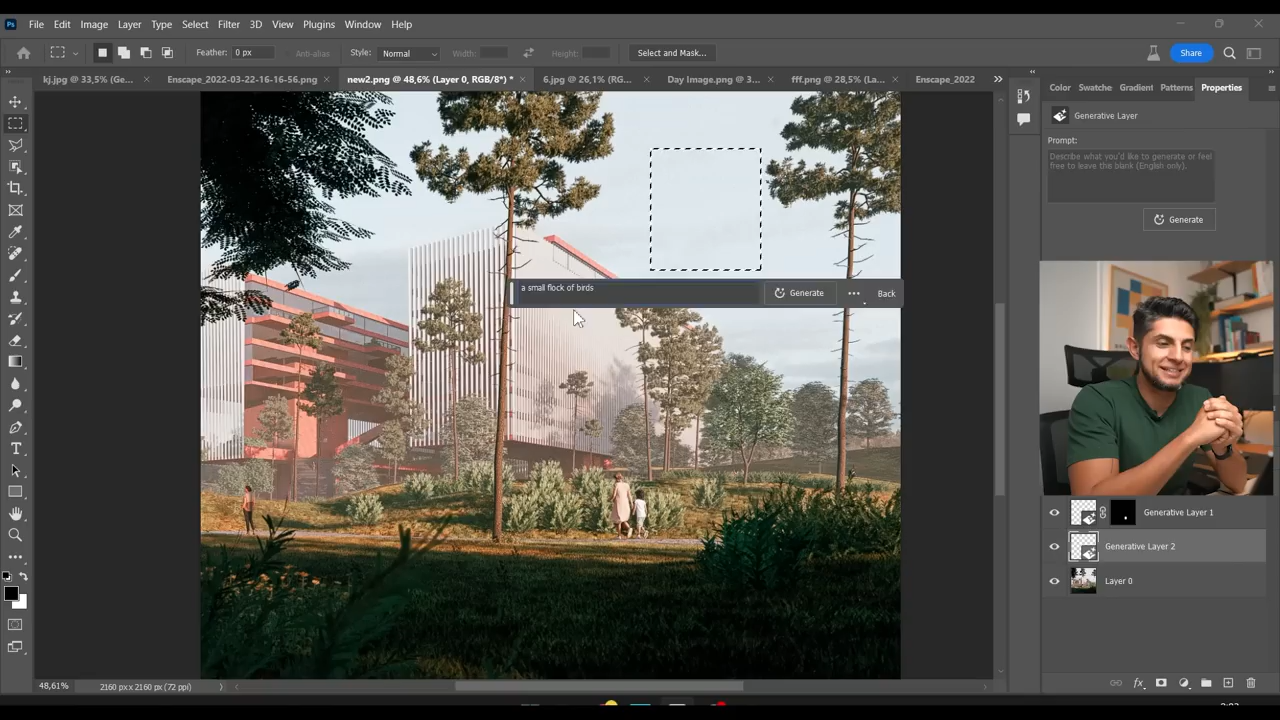 Ps File Edit Image Layer Type Select Filter 3D View Plugins Window Help
Feather: 0 px Anti-alias Style: Normal Width: Height: Select and Mask... Share
kj.jpg @ 33,5% (Ge... × Enscape_2022-03-22-16-16-56.png × new2.png @ 48,6% (Layer 0, RGB/8*) * × 6.jpg @ 26,1% (RG... × Day Image.png @ 3... × fff.png @ 28,5% (La... × Enscape_2022
Color Swatche Gradient Patterns Properties
Generative Layer
Prompt:
Describe what you'd like to generate or feel
free to leave the blank (English only).
Generate
a small flock of birds
Generate ... Back
Generative Layer 1
Generative Layer 2
Layer 0
48,61% 2160 px x 2160 px (72 ppi)